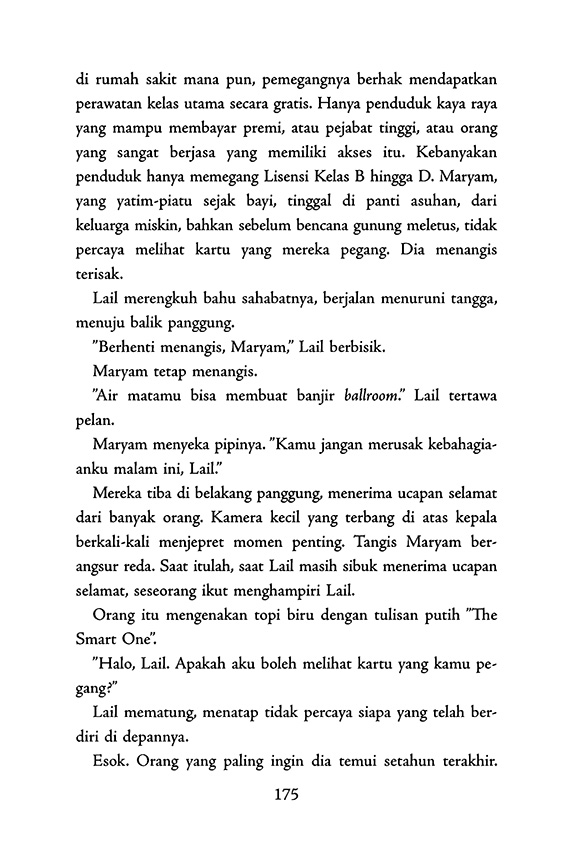 di rumah sakit mana pun, pemegangnya berhak mendapatkan
perawatan kelas utama secara gratis. Hanya penduduk kaya raya
yang mampu membayar premi, atau pejabat tinggi, atau orang
yang sangat berjasa yang memiliki akses itu. Kebanyakan
penduduk hanya memegang Lisensi Kelas B hingga D. Maryam,
yang yatim-piatu sejak bayi, tinggal di panti asuhan, dari
keluarga miskin, bahkan sebelum bencana gunung meletus, tidak
percaya melihat kartu yang mereka pegang. Dia menangis
terisak.
Lail merengkuh bahu sahabatnya, berjalan menuruni tangga,
menuju balik panggung.
”Berhenti menangis, Maryam,” Lail berbisik.
Maryam tetap menangis.
”Air matamu bisa membuat banjir ballroom.” Lail tertawa
pelan.
Maryam menyeka pipinya. ”Kamu jangan merusak kebahagia-
anku malam ini, Lail.”
Mereka tiba di belakang panggung, menerima ucapan selamat
dari banyak orang. Kamera kecil yang terbang di atas kepala
berkali-kali menjepret momen penting. Tangis Maryam ber-
angsur reda. Saat itulah, saat Lail masih sibuk menerima ucapan
selamat, seseorang ikut menghampiri Lail.
Orang itu mengenakan topi biru dengan tulisan putih ”The
Smart One”.
”Halo, Lail. Apakah aku boleh melihat kartu yang kamu pe-
gang?”
Lail mematung, menatap tidak percaya siapa yang telah ber-
diri di depannya.
Esok. Orang yang paling ingin dia temui setahun terakhir.
175